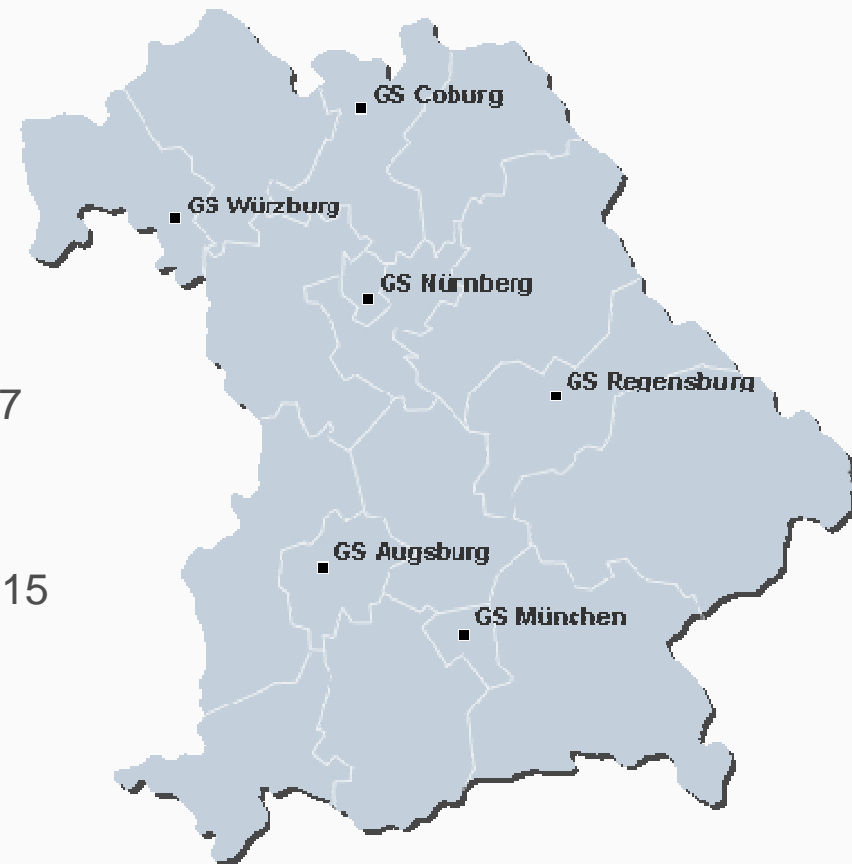 GS Coburg
GS Würzburg
GS Nürnberg
GS Regensburg
7
GS Augsburg
15
GS München